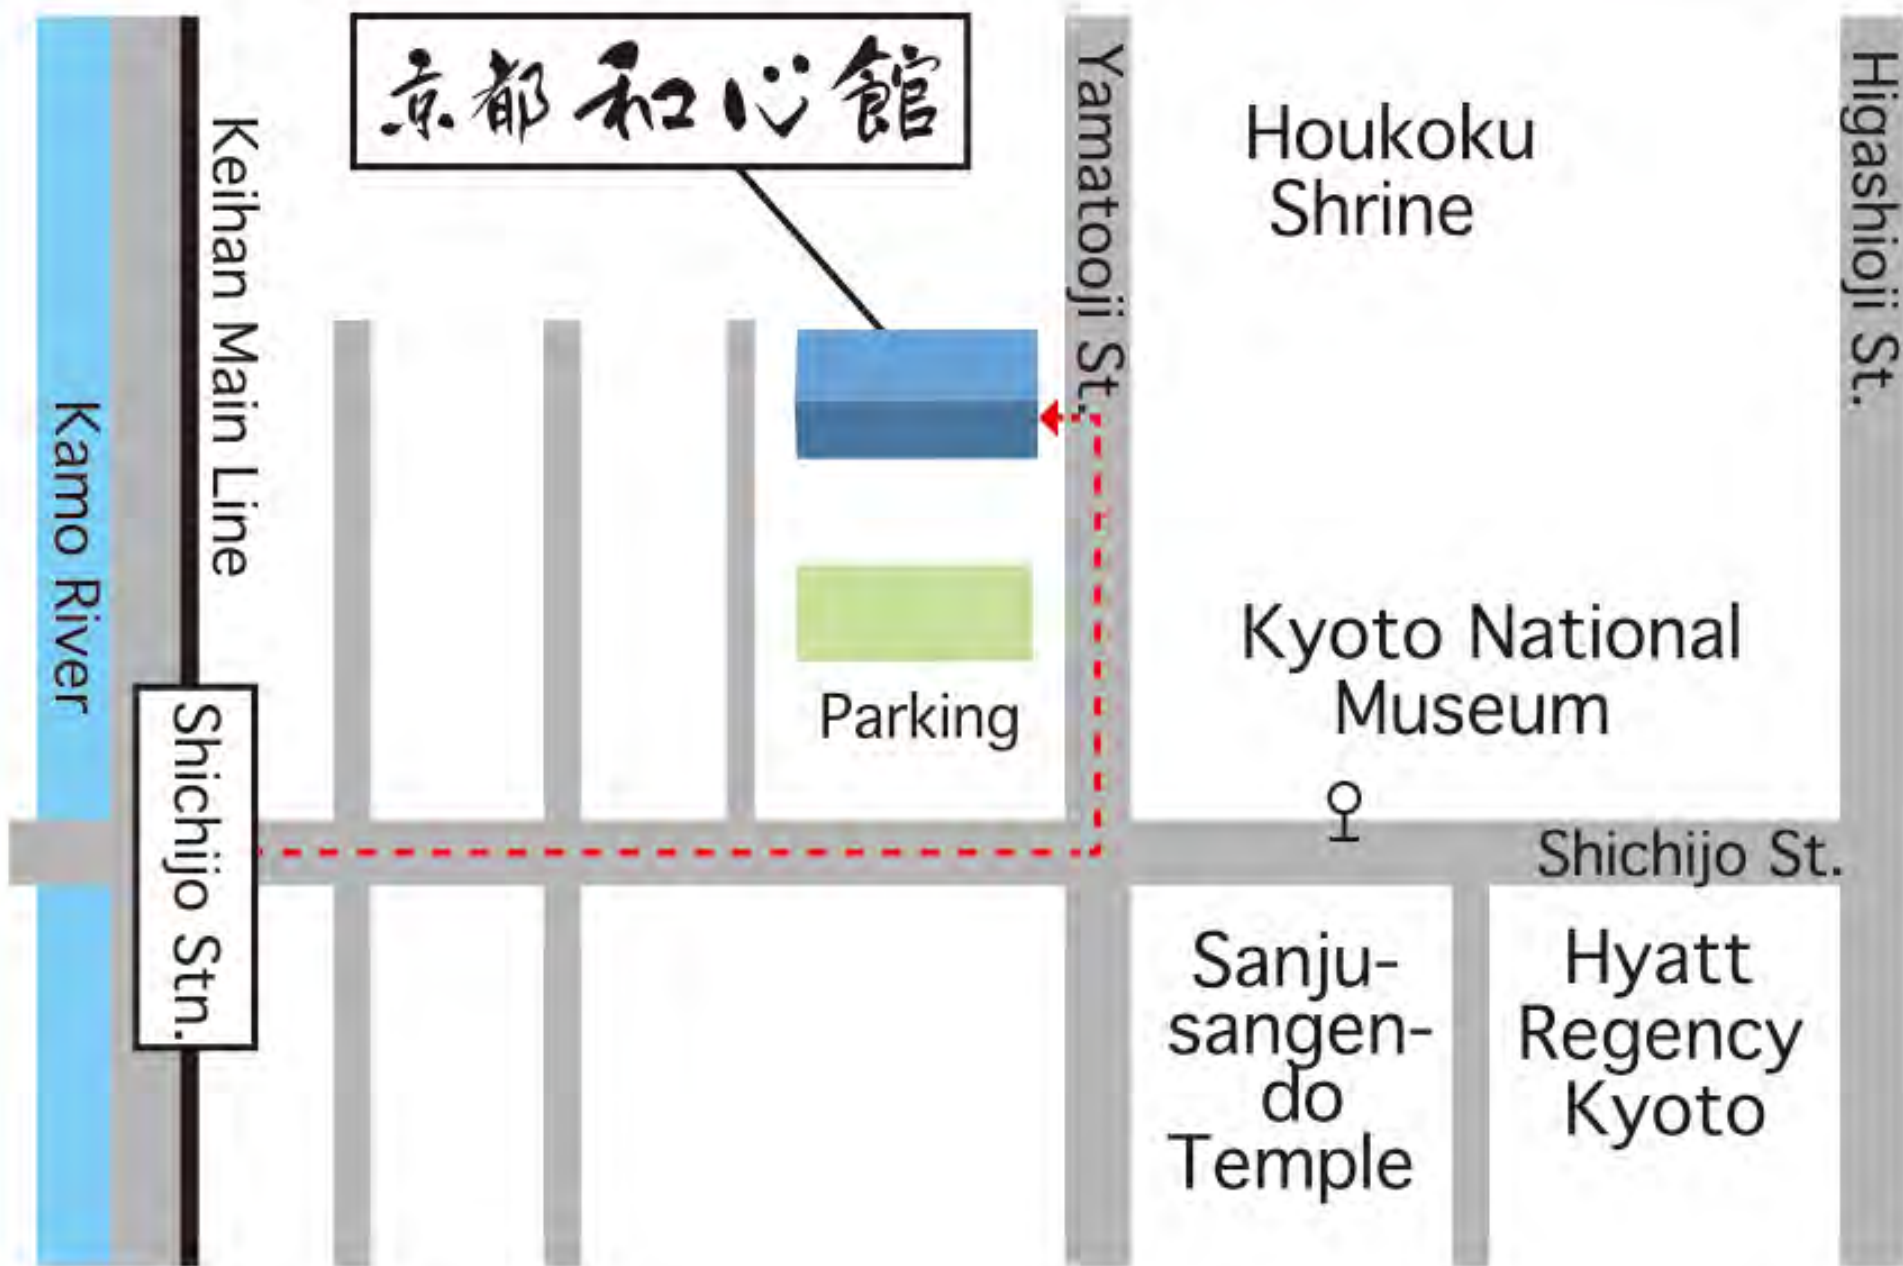 京都和心館
Keihan Main Line
Kamo River
Shichijo Stn.
Yamatooji St.
Houkoku
Shrine
Higashioji St.
Parking
Kyoto National
Museum
Shichijo St.
Sanju-
sangen-
do
Temple
Hyatt
Regency
Kyoto